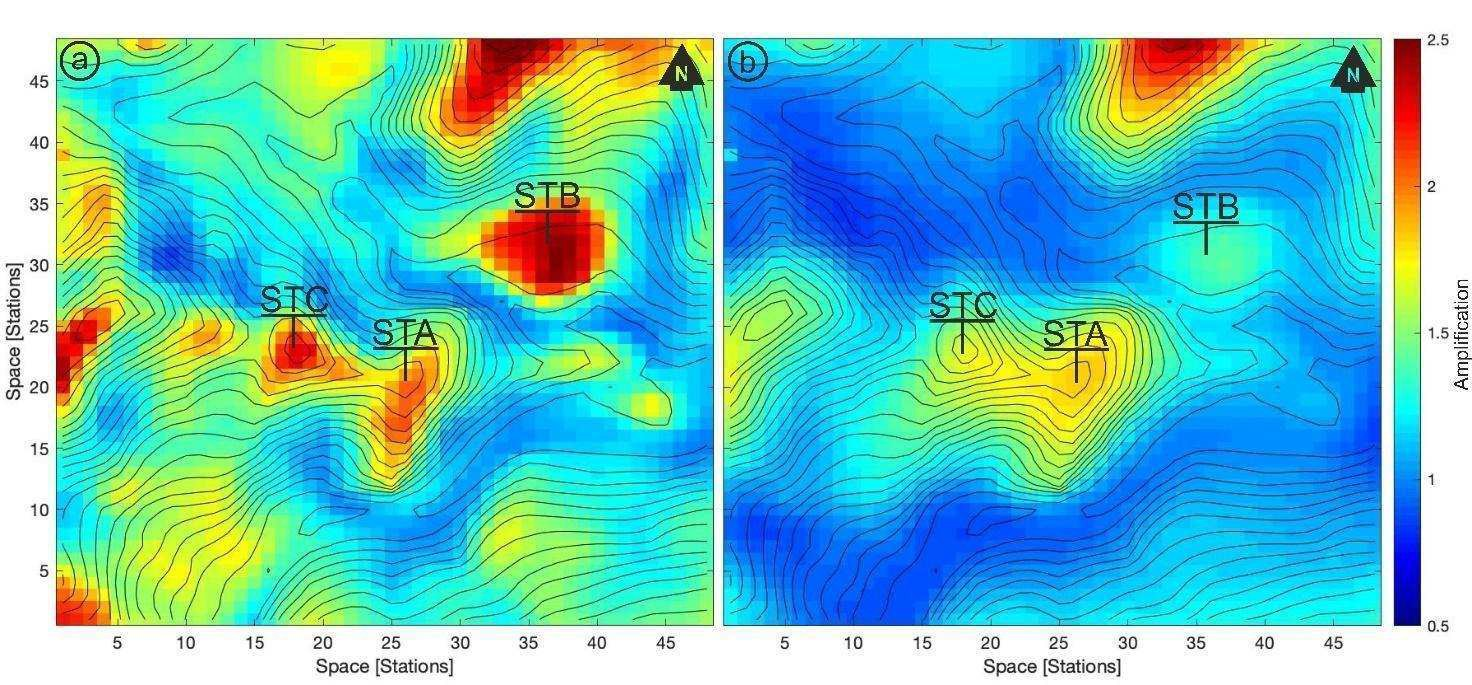 a
b
N
N
STB
STC
STA
STB
STC
STA
45
40
35
30
25
20
15
10
5
Space [Stations]
5 10 15 20 25 30 35 40 45
Space [Stations]
5 10 15 20 25 30 35 40 45
Space [Stations]
2.5
2
1.5
1
0.5
Amplification